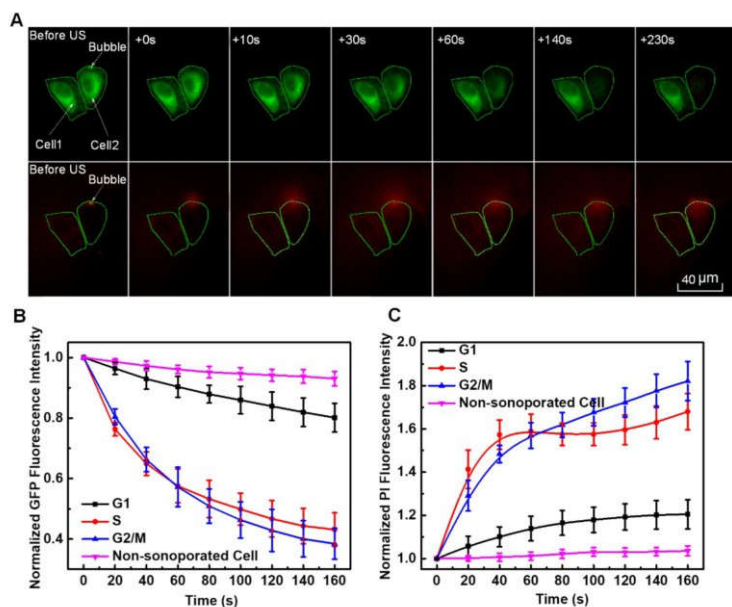 A
Before US
Bubble
+0s
+10s
+30s
+60s
+140s
+230s
Cell1
Cell2
Before US
Bubble
40 μm
B
Normalized GFP Fluorescence Intensity
1.0
0.8
0.6
0.4
G1
S
G2/M
Non-sonoporated Cell
0 20 40 60 80 100 120 140 160
Time (s)
C
Normalized PI Fluorescence Intensity
2.0
1.8
1.6
1.4
1.2
1.0
G1
S
G2/M
Non-sonoporated Cell
0 20 40 60 80 100 120 140 160
Time (s)